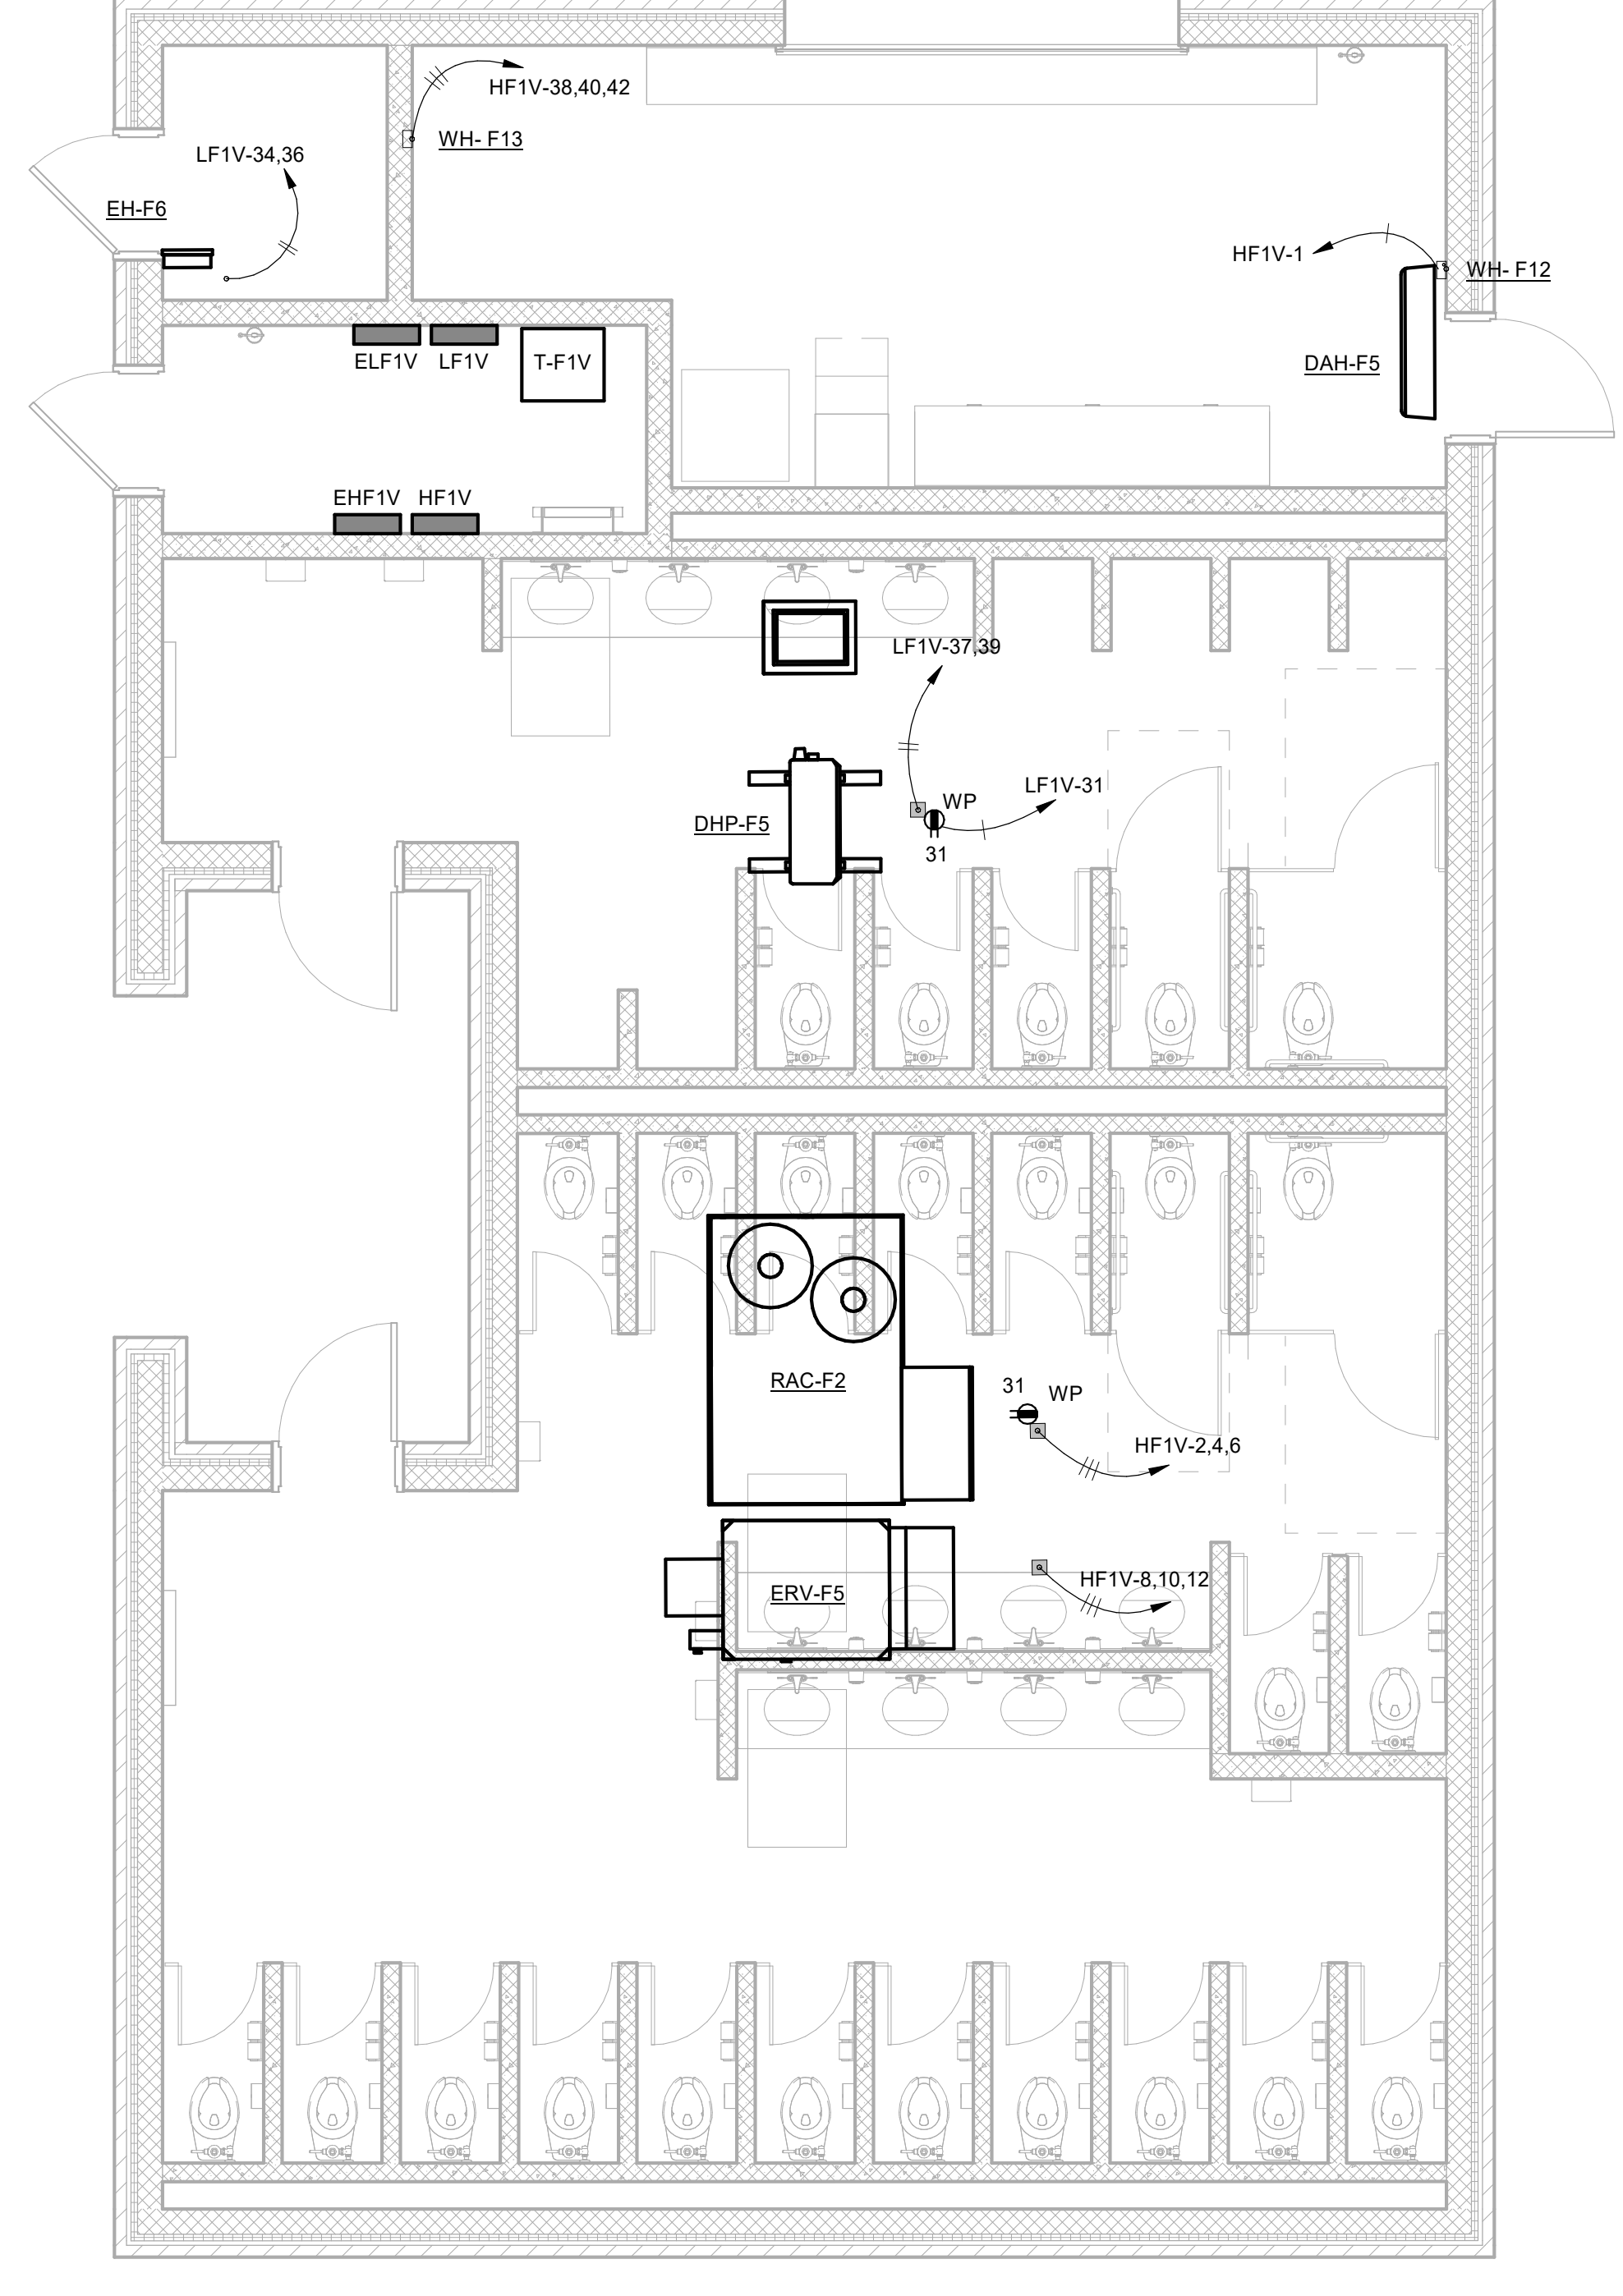 HF1V-38,40,42
WH- F13
LF1V-34,36
EH-F6
HF1V-1
WH- F12
ELF1V
LF1V
T-F1V
DAH-F5
EHF1V
HF1V
LF1V-37,39
LF1V-31
WP
DHP-F5
31
RAC-F2
31
WP
HF1V-2,4,6
HF1V-8,10,12
ERV-F5